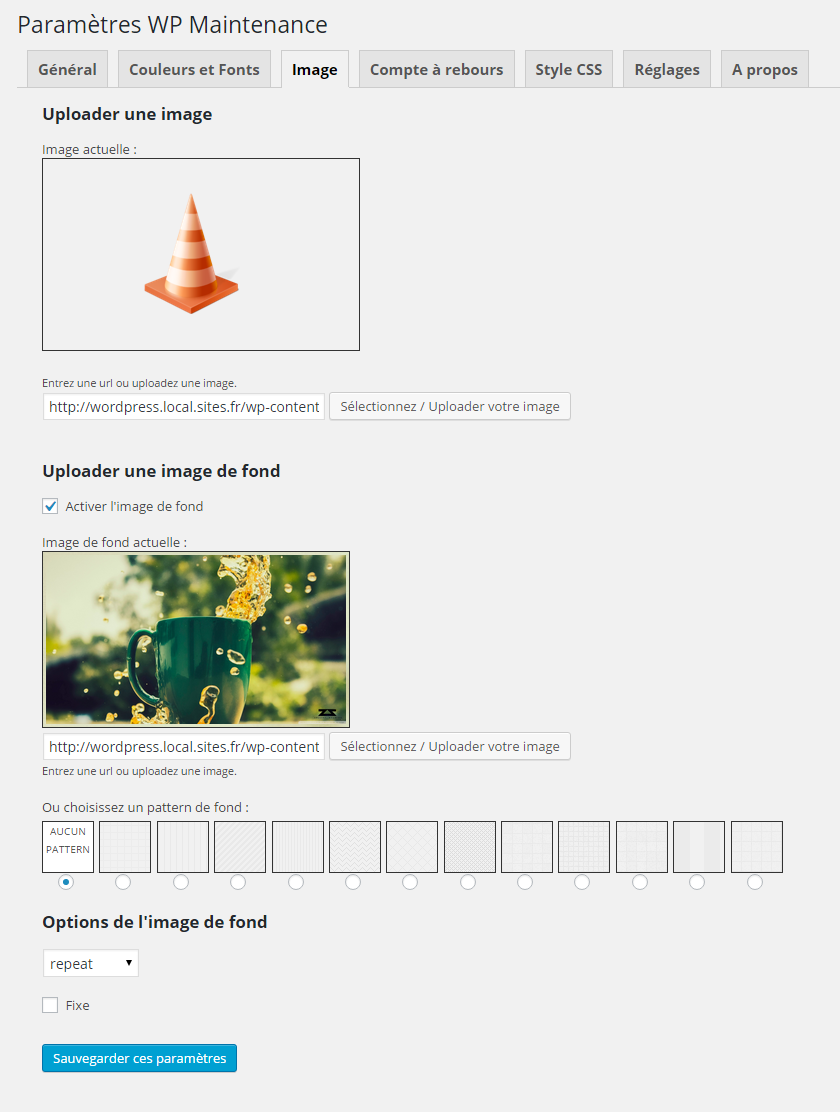 Paramètres WP Maintenance
Général Couleurs et Fonts Image Compte à rebours Style CSS Réglages A propos
Uploader une image
Image actuelle :
Entrez une url ou uploadez une image.
http://wordpress.local.sites.fr/wp-content Sélectionnez / Uploader votre image
Uploader une image de fond
Activer l'image de fond
Image de fond actuelle :
http://wordpress.local.sites.fr/wp-content Sélectionnez / Uploader votre image
Entrez une url ou uploadez une image.
Ou choisissez un pattern de fond :
AUCUN
PATTERN
Options de l'image de fond
repeat
Fixe
Sauvegarder ces paramètres